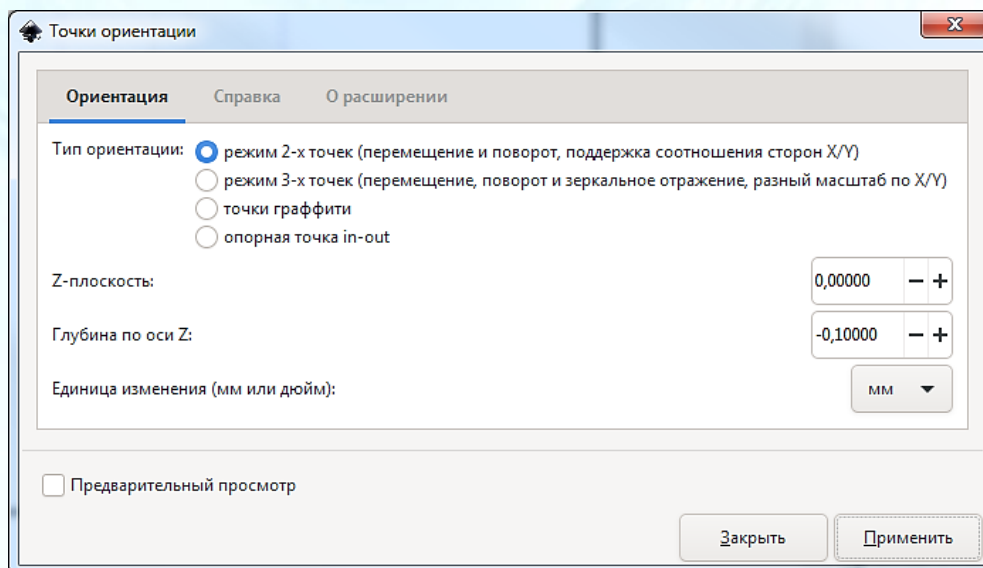 Точки ориентации
Ориентация Справка О расширении
Тип ориентации: режим 2-х точек (перемещение и поворот, поддержка соотношения сторон X/Y)
режим 3-х точек (перемещение, поворот и зеркальное отражение, разный масштаб по X/Y)
точки граффити
опорная точка in-out
Z-плоскость: 0,00000
Глубина по оси Z: -0,10000
Единица изменения (мм или дюйм): мм
Предварительный просмотр
Закрыть Применить